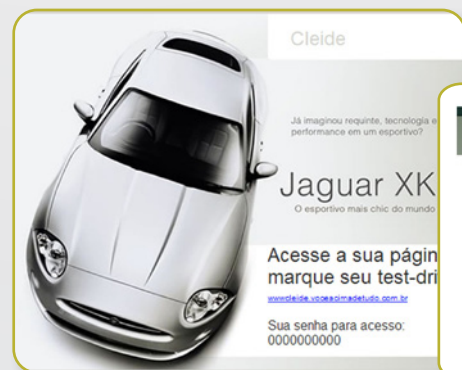 Cleide
Já imaginou requinte, tecnologia e
performance em um esportivo?
Jaguar XK
O esportivo mais chic do mundo
Acesse a sua págin
marque seu test-dri
www.cleide.voceacimadetudo.com.br
Sua senha para acesso:
0000000000